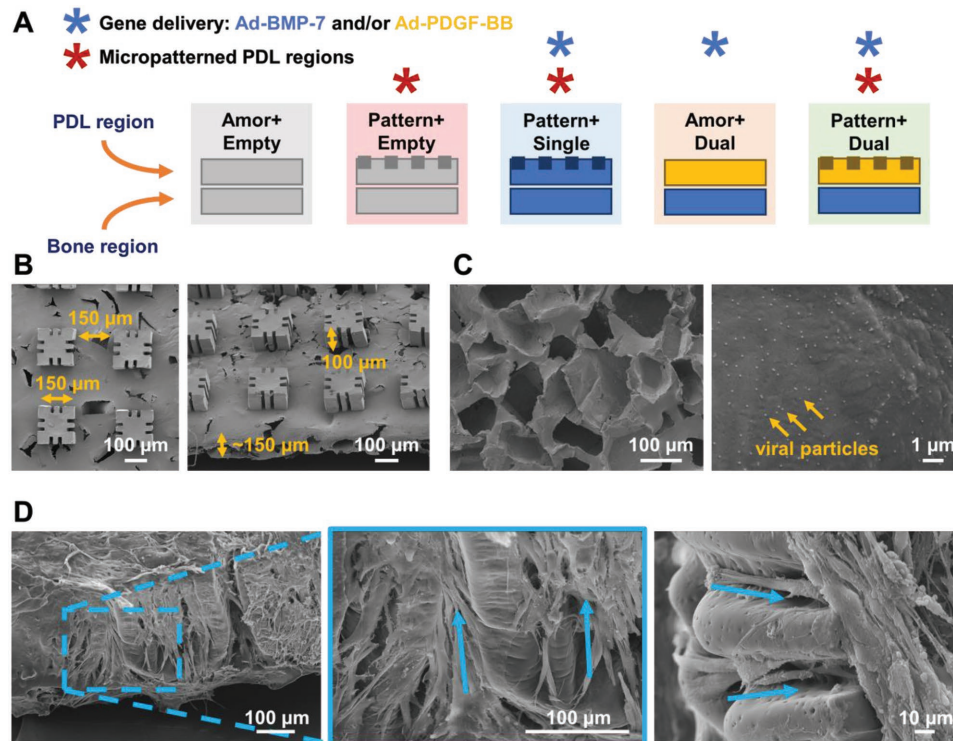 A
* Gene delivery: Ad-BMP-7 and/or Ad-PDGF-BB
* Micropatterned PDL regions
* * *
* * *
PDL region
Bone region
Amor+
Empty
Pattern+
Empty
Pattern+
Single
Amor+
Dual
Pattern+
Dual
B
150 µm
150 µm
100 µm
100 µm
~150 µm
100 µm
C
100 µm
viral particles
1 µm
D
100 µm
100 µm
10 µm